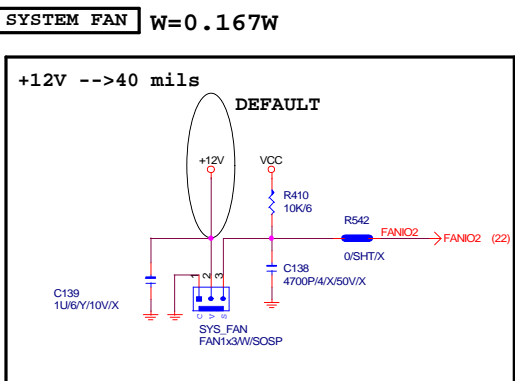 SYSTEM FAN W=0.167W
+12V -->40 mils
DEFAULT
+12V
VCC
R410
10K/6
R542
FANIO2
FANIO2 (22)
0/SHT/X
C138
4700P/4/X/50V/X
C139
1U/6/Y/10V/X
1 2 3
C V S
SYS_FAN
FAN1x3/W/SOSP